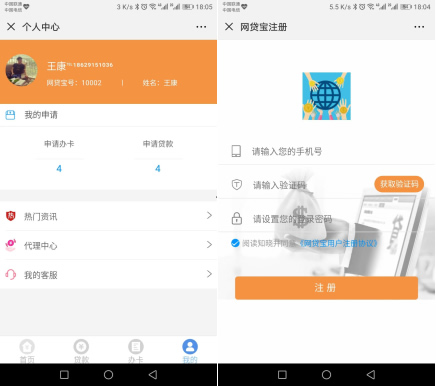 中国联通
中国电信
3 K/s
18:05
个人中心
王康
18629151036
网贷宝号：10002 | 姓名：王康
我的申请
申请办卡
申请贷款
4
4
热门资讯
代理中心
我的客服
首页
贷款
办卡
我的
中国联通
中国电信
5.5 K/s
18:04
网贷宝注册
请输入您的手机号
请输入验证码
获取验证码
请设置您的登录密码
阅读知晓并同意《网贷宝用户注册协议》
注 册